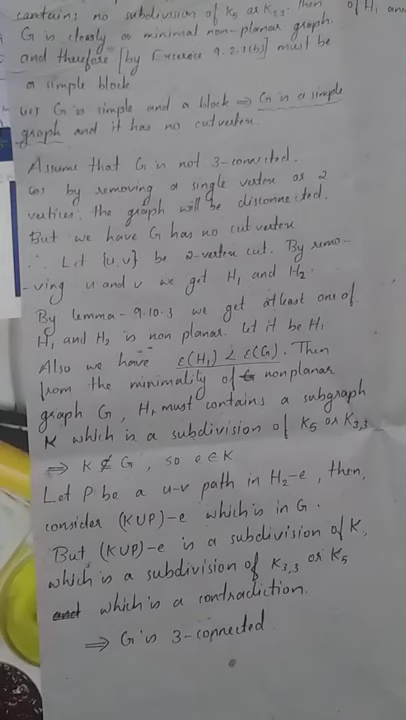 contains no subdivision of K5 or K3,3. Then
of H1 and
G is clearly a minimal non-planar graph.
and therefore [by Exercise 9.2.1(b)] must be
a simple block
(ie) G is simple and a block ⇒ G is a simple
graph and it has no cut vertex.
Assume that G is not 3-connected.
(ie) by removing a single vertex or 2
vertices, the graph will be disconnected.
But we have G has no cut vertex
∴ Let {u,v} be 2-vertex cut. By remo-
-ving u and v we get H1 and H2.
By lemma - 9.10.3 we get atleast one of
H1 and H2 is non planar. Let it be H1
Also we have ε(H1) < ε(G). Then
from the minimality of nonplanar
graph G, H1 must contains a subgraph
K which is a subdivision of K5 or K3,3
⇒ K ⊄ G, so e ∈ K
Let P be a u-v path in H2-e, then,
consider (KUP)-e which is in G.
But (KUP)-e is a subdivision of K,
which is a subdivision of K3,3 or K5
which is a contradiction.
⇒ G is 3-connected.